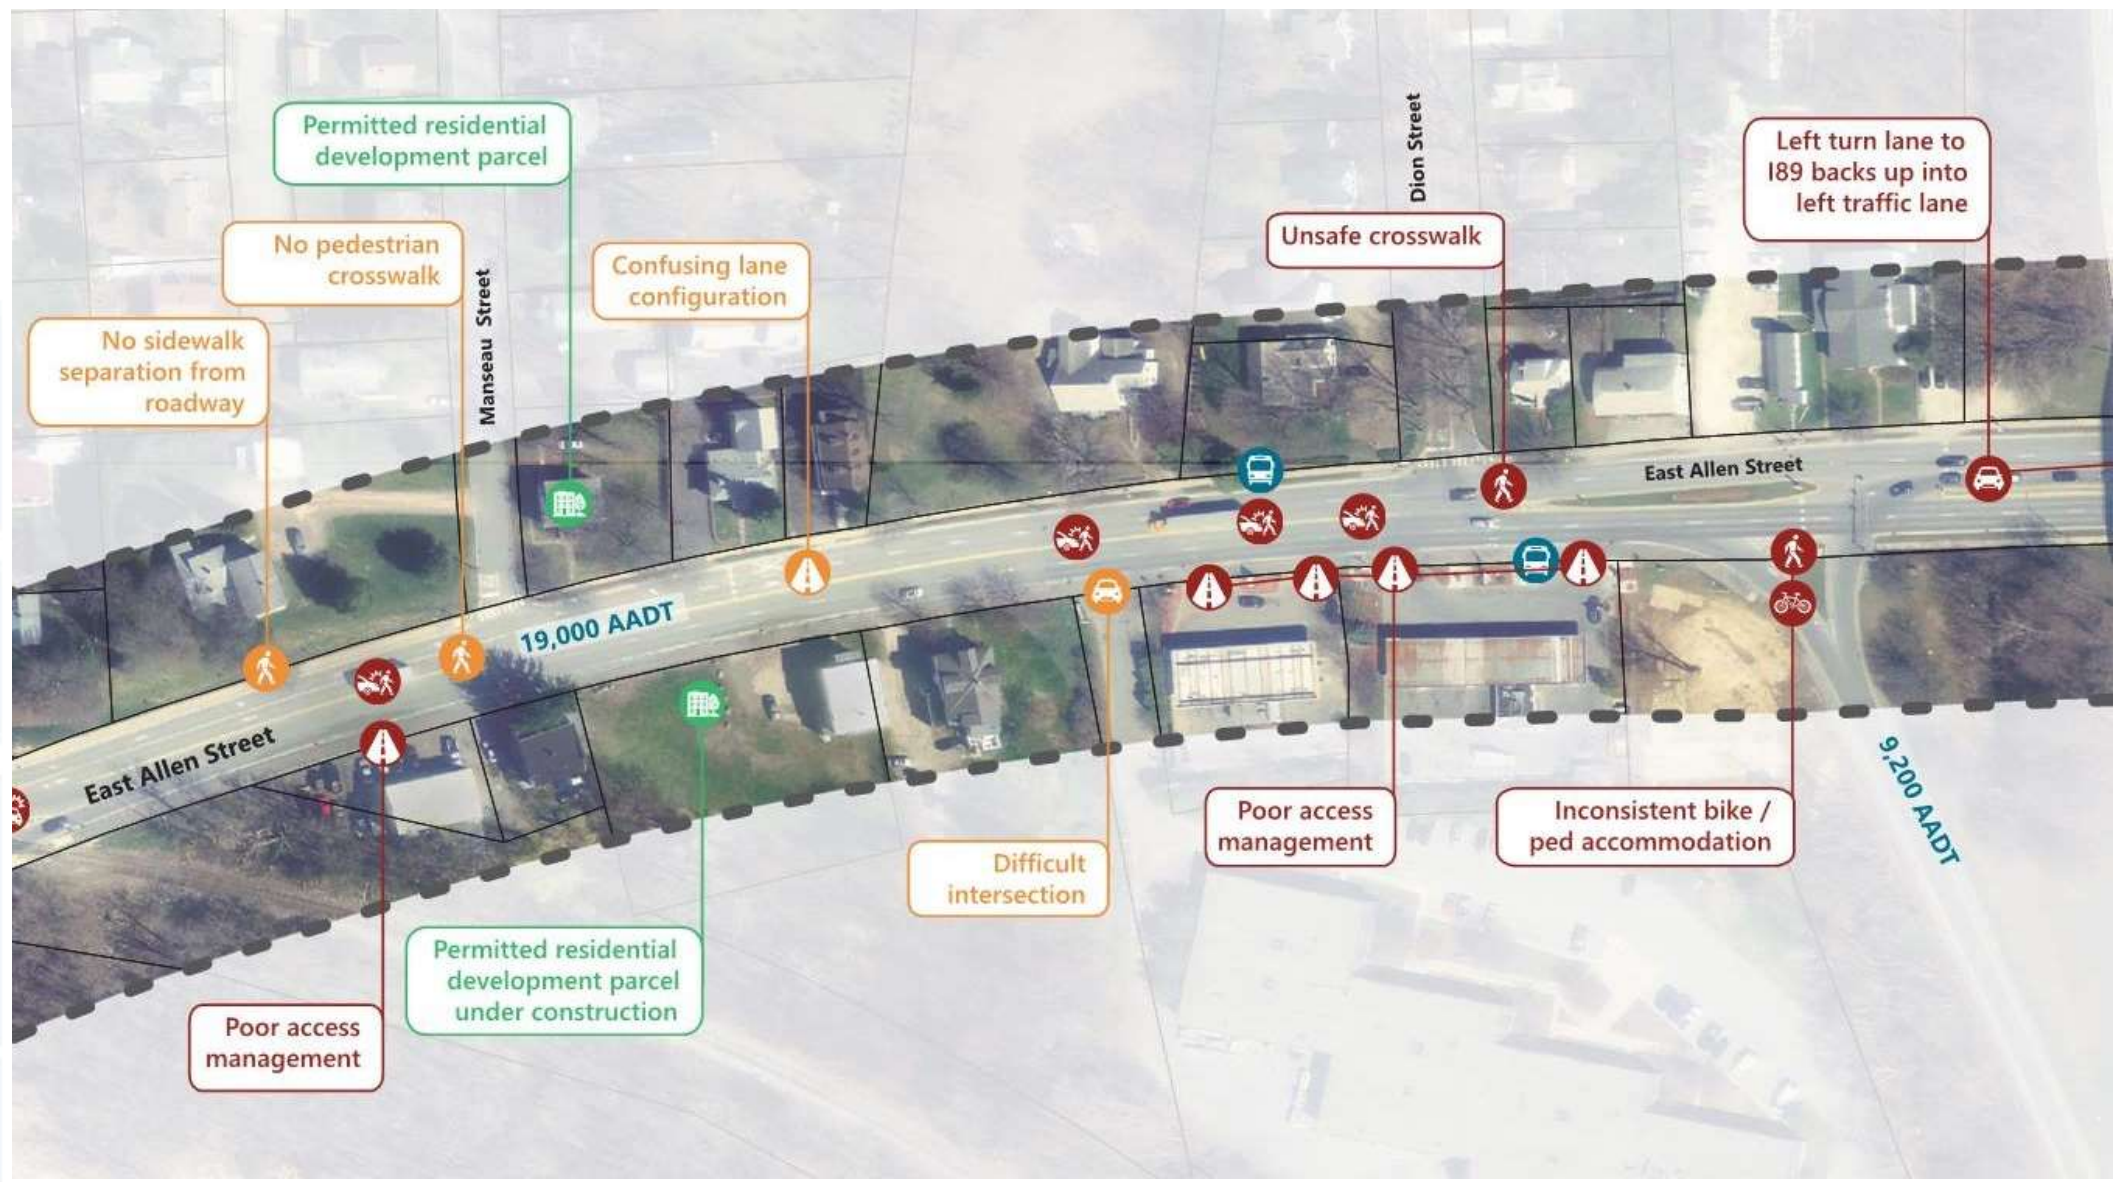 Permitted residential
development parcel
No pedestrian
crosswalk
No sidewalk
separation from
roadway
Manseau Street
Confusing lane
configuration
Dion Street
Unsafe crosswalk
Left turn lane to
I89 backs up into
left traffic lane
East Allen Street
19,000 AADT
East Allen Street
9,200 AADT
Poor access
management
Inconsistent bike /
ped accommodation
Difficult
intersection
Permitted residential
development parcel
under construction
Poor access
management